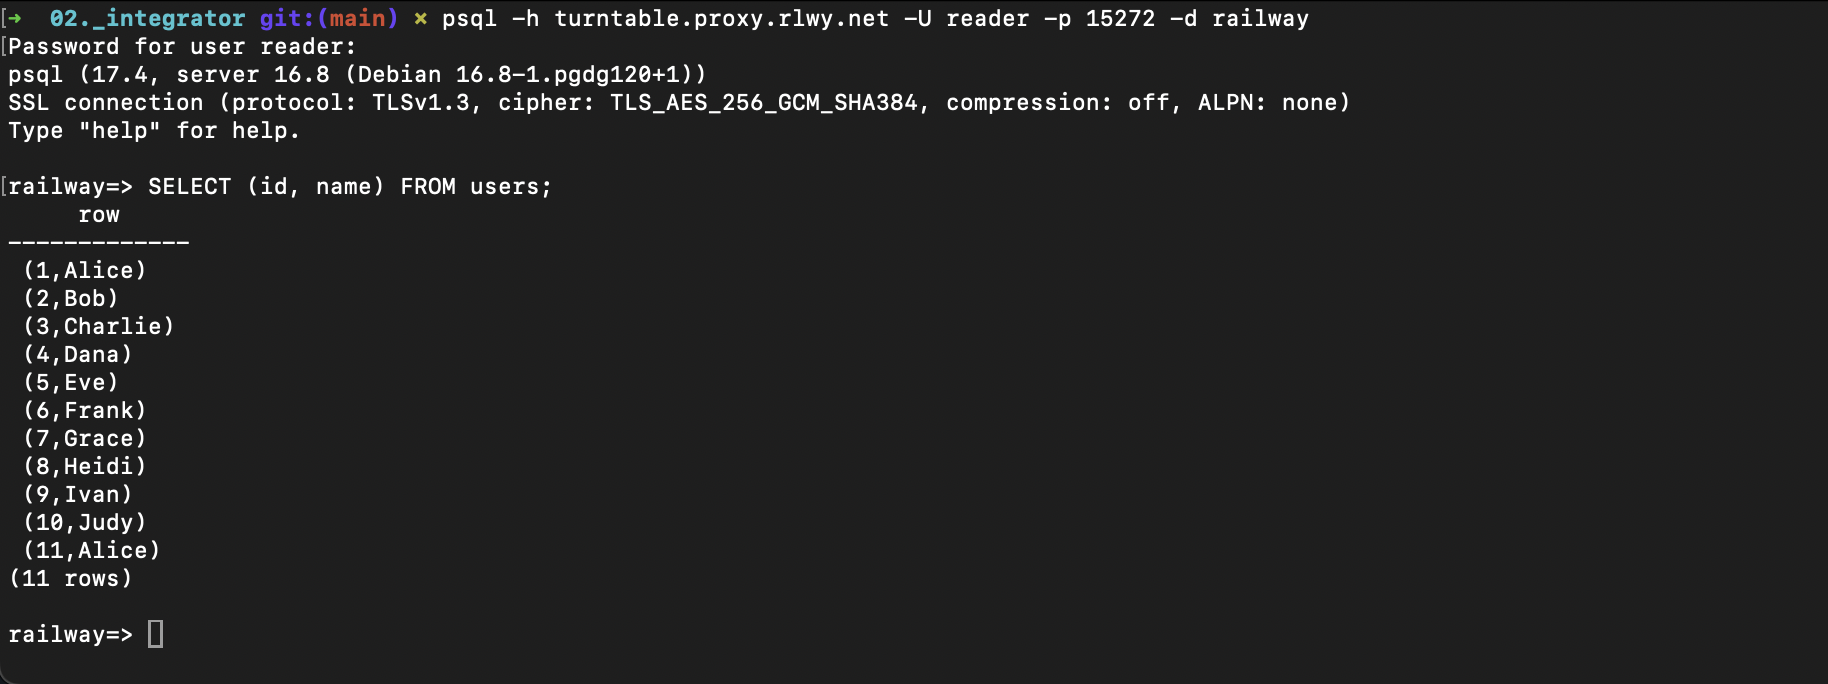 [➜  02._integrator git:(main) ✗ psql -h turntable.proxy.rlwy.net -U reader -p 15272 -d railway
[Password for user reader:
psql (17.4, server 16.8 (Debian 16.8-1.pgdg120+1))
SSL connection (protocol: TLSv1.3, cipher: TLS_AES_256_GCM_SHA384, compression: off, ALPN: none)
Type "help" for help.

[railway=> SELECT (id, name) FROM users;
     row
-------------
 (1,Alice)
 (2,Bob)
 (3,Charlie)
 (4,Dana)
 (5,Eve)
 (6,Frank)
 (7,Grace)
 (8,Heidi)
 (9,Ivan)
 (10,Judy)
 (11,Alice)
(11 rows)

railway=>